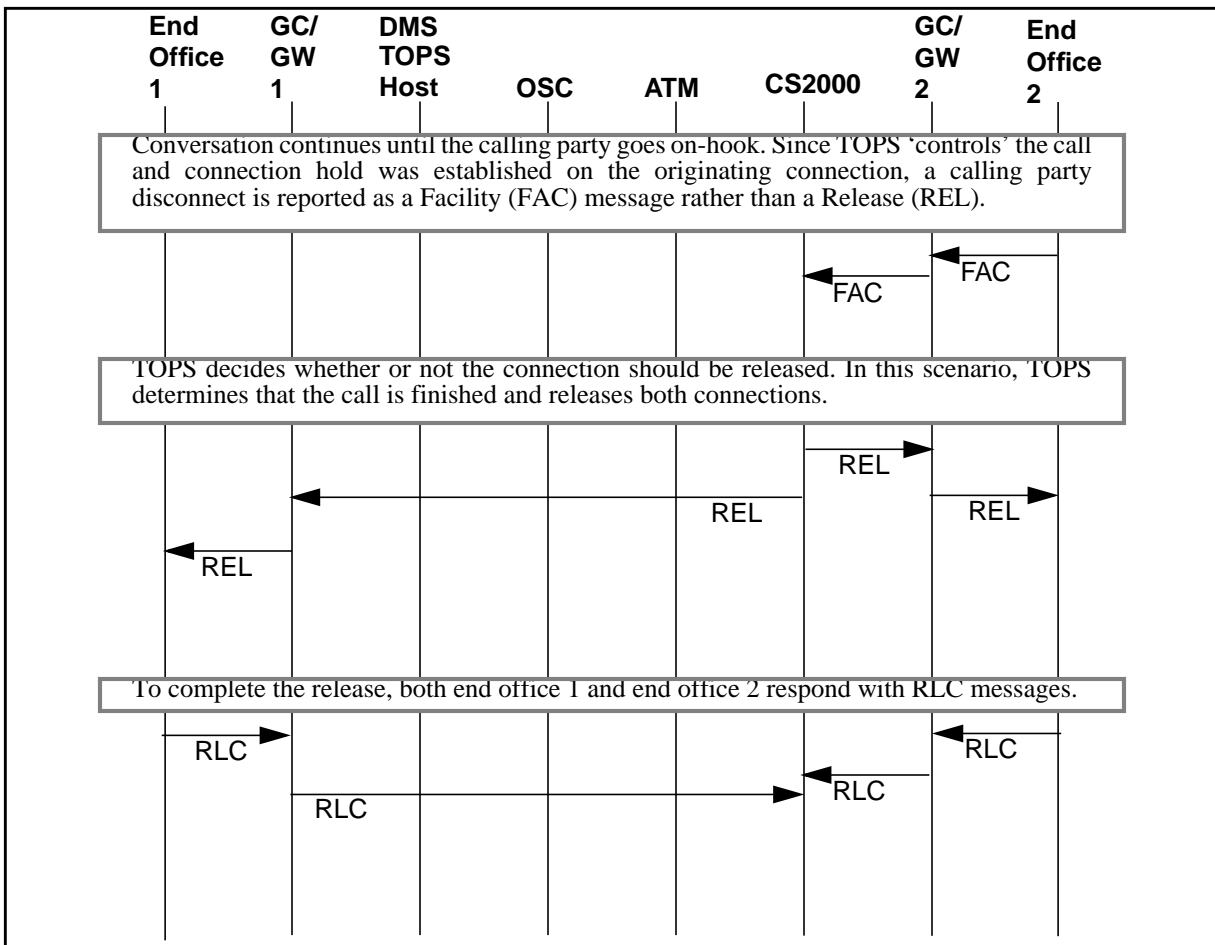 End Office 1
GC/ GW 1
DMS TOPS Host
OSC
ATM
CS2000
GC/ GW 2
End Office 2
Conversation continues until the calling party goes on-hook. Since TOPS ‘controls’ the call
and connection hold was established on the originating connection, a calling party
disconnect is reported as a Facility (FAC) message rather than a Release (REL).
FAC
FAC
TOPS decides whether or not the connection should be released. In this scenario, TOPS
determines that the call is finished and releases both connections.
REL
REL
REL
REL
To complete the release, both end office 1 and end office 2 respond with RLC messages.
RLC
RLC
RLC
RLC